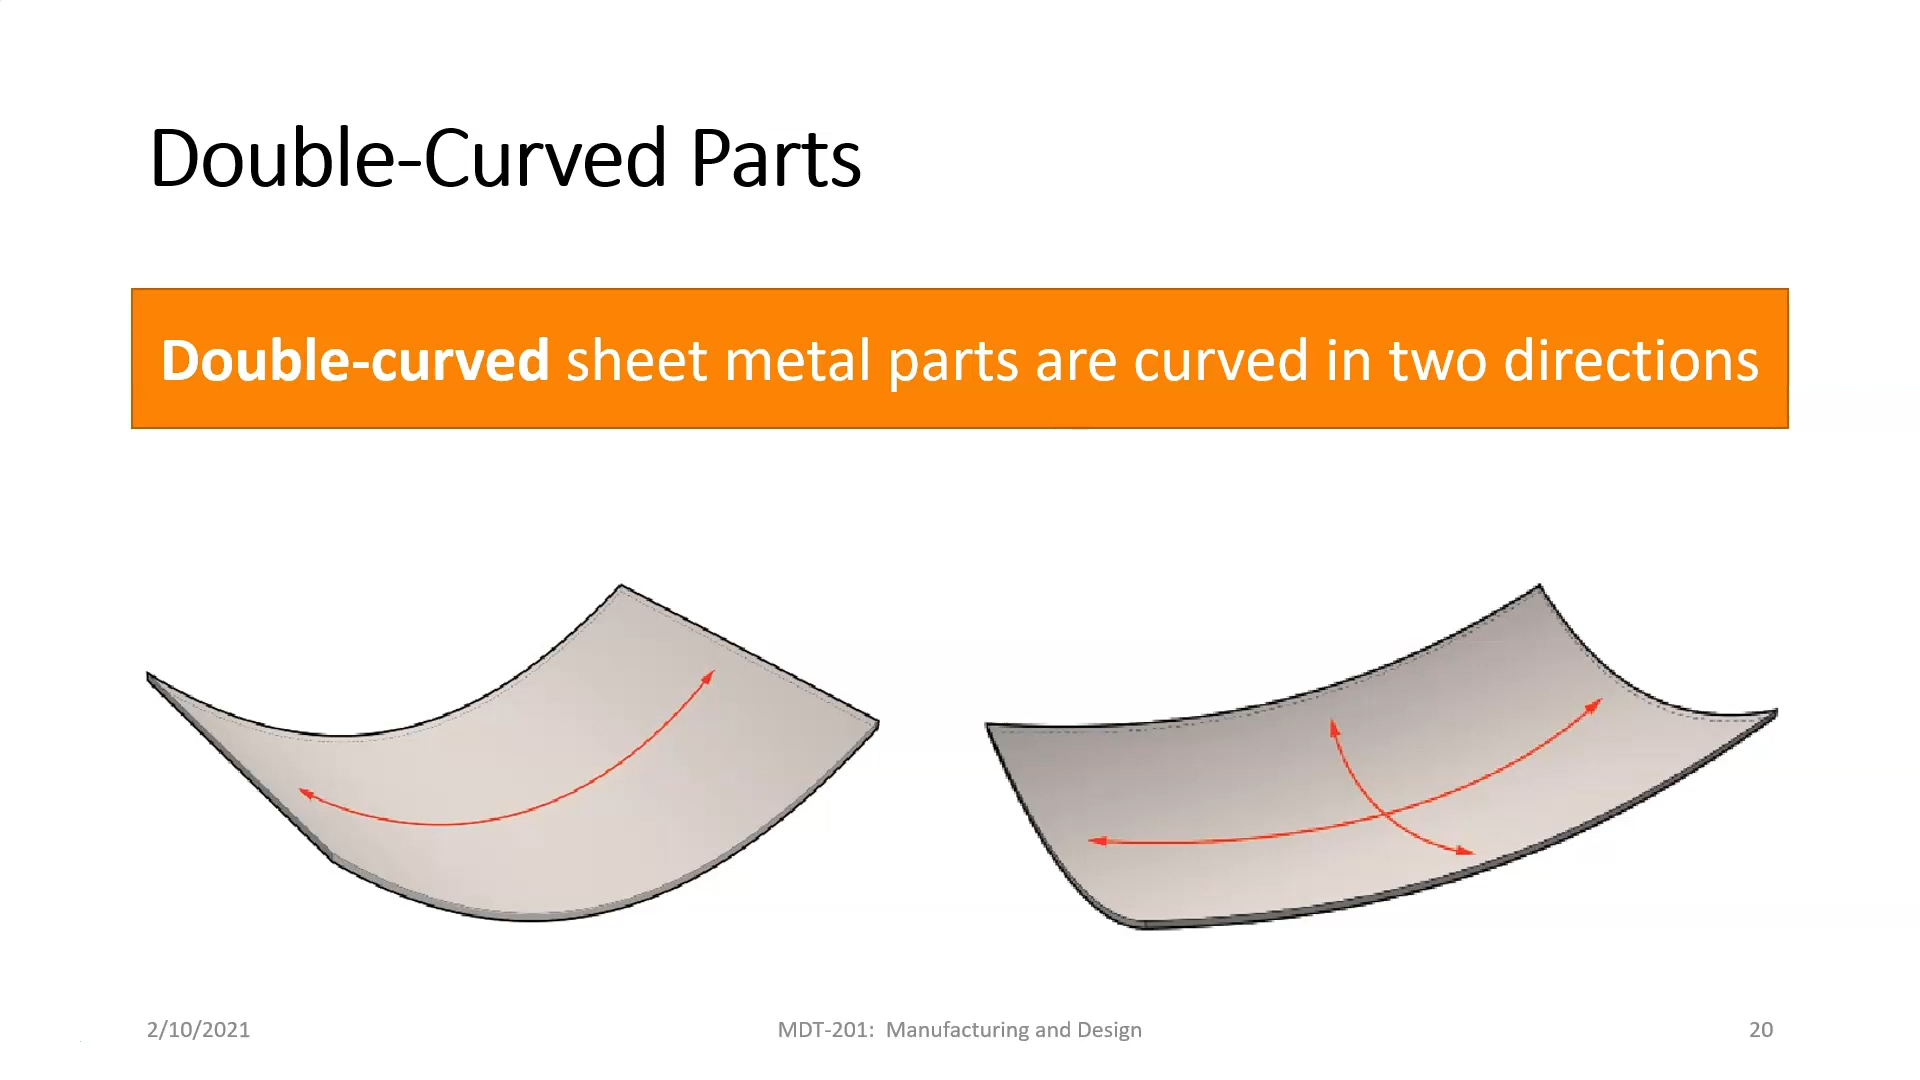 Double-Curved Parts
Double-curved sheet metal parts are curved in two directions
2/10/2021
MDT-201: Manufacturing and Design
20